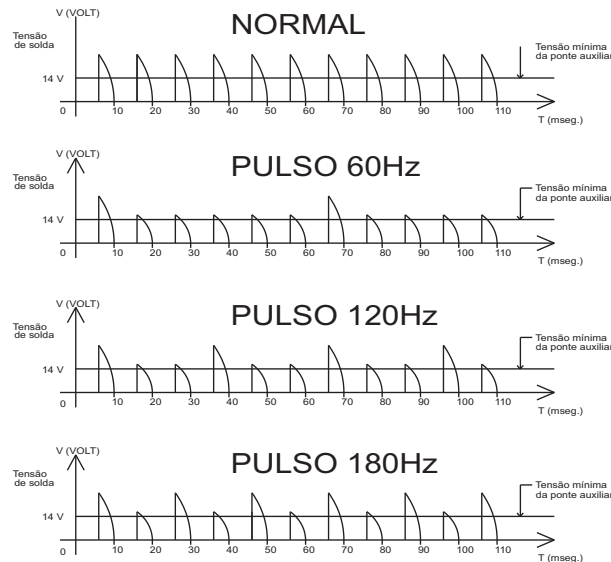 V (VOLT)
NORMAL
Tensão
de solda
Tensão mínima
da ponte auxiliar
14 V
0
10 20 30 40 50 60 70 80 90 100 110
T (mseg.)
V (VOLT)
PULSO 60Hz
Tensão
de solda
Tensão mínima
da ponte auxiliar
14 V
0
10 20 30 40 50 60 70 80 90 100 110
T (mseg.)
V (VOLT)
PULSO 120Hz
Tensão
de solda
Tensão mínima
da ponte auxiliar
14 V
0
10 20 30 40 50 60 70 80 90 100 110
T (mseg.)
V (VOLT)
PULSO 180Hz
Tensão
de solda
Tensão mínima
da ponte auxiliar
14 V
0
10 20 30 40 50 60 70 80 90 100 110
T (mseg.)